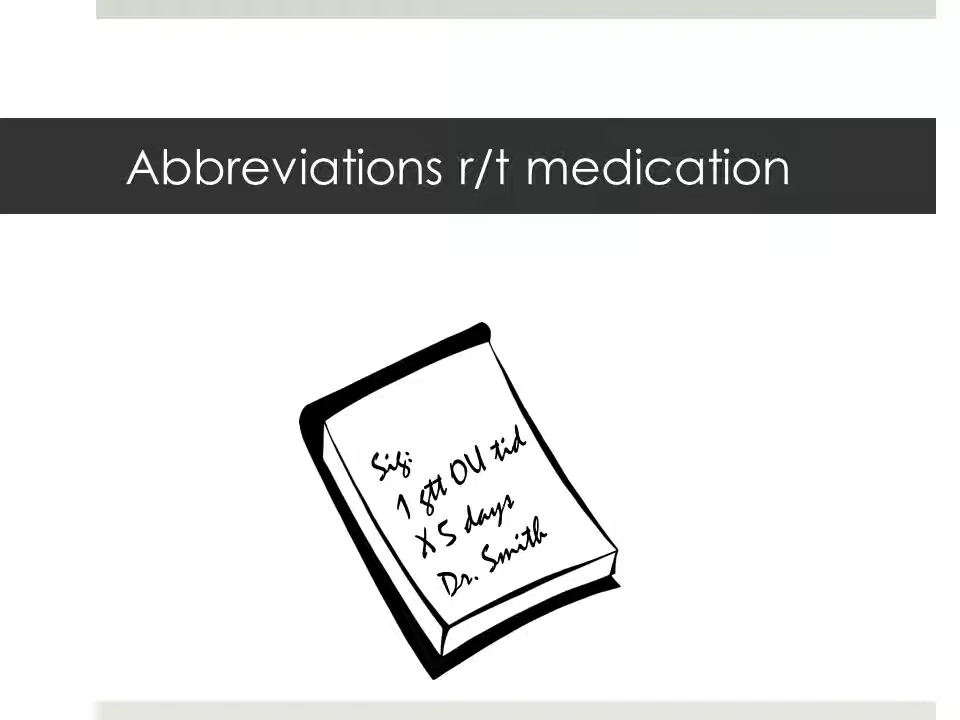 Abbreviations r/t medication
Sig:
1 gtt OU tid
X 5 days
Dr. Smith